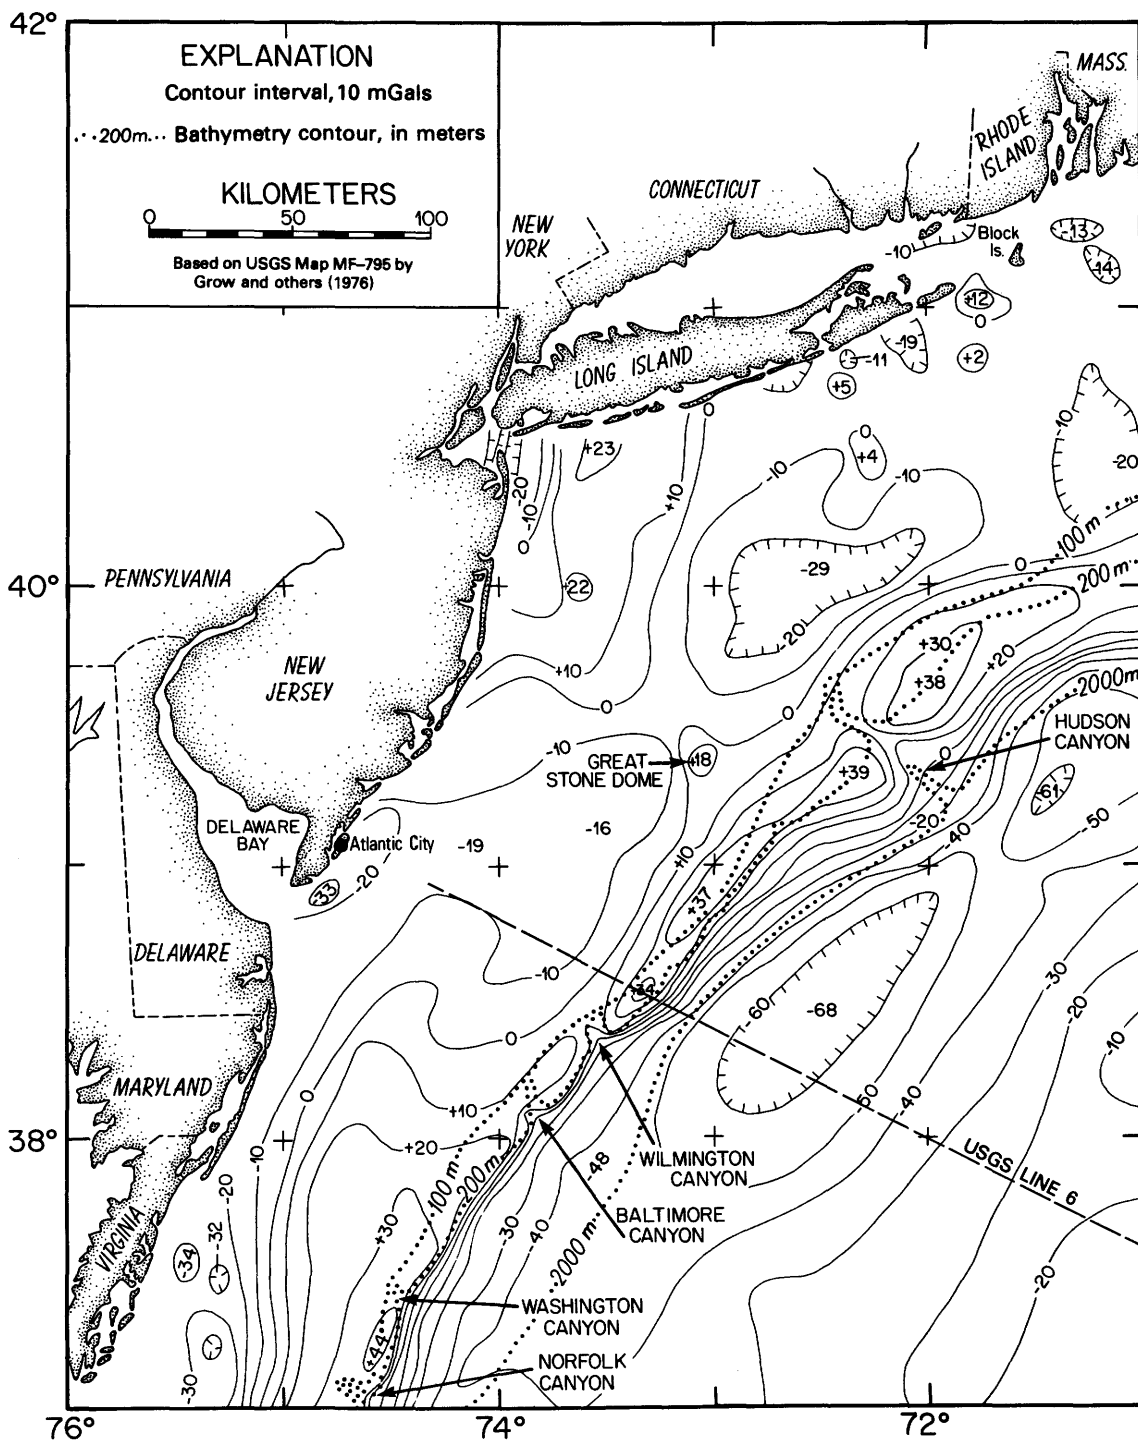 42°
EXPLANATION
Contour interval, 10 mGals
..200m... Bathymetry contour, in meters
KILOMETERS
0 50 100
Based on USGS Map MF-795 by
Grow and others (1976)
MASS.
RHODE
ISLAND
CONNECTICUT
NEW
YORK
Block
Is.
-10
-13
-14
+12
0
-19
-11
+2
+5
LONG ISLAND
0
+23
-20
-10
0
+10
-10
0
+4
-10
-10
-20
100 m
200 m
0
-29
-20
+22
40°
PENNSYLVANIA
NEW
JERSEY
+10
0
+30
+38
+20
2000m
HUDSON
CANYON
0
-10
GREAT
STONE DOME
+18
+39
0
-61
-50
-20
-40
DELAWARE
BAY
Atlantic City
-19
-16
+10
-33
-20
+37
DELAWARE
-10
+34
-60
-68
-30
-20
-10
MARYLAND
0
0
+10
+20
-50
-40
38°
-10
-20
100 m
200 m
-48
WILMINGTON
CANYON
USGS LINE 6
VIRGINIA
-34
-32
+30
-30
-40
2000 m
BALTIMORE
CANYON
-20
WASHINGTON
CANYON
+44
NORFOLK
CANYON
-30
76°
74°
72°